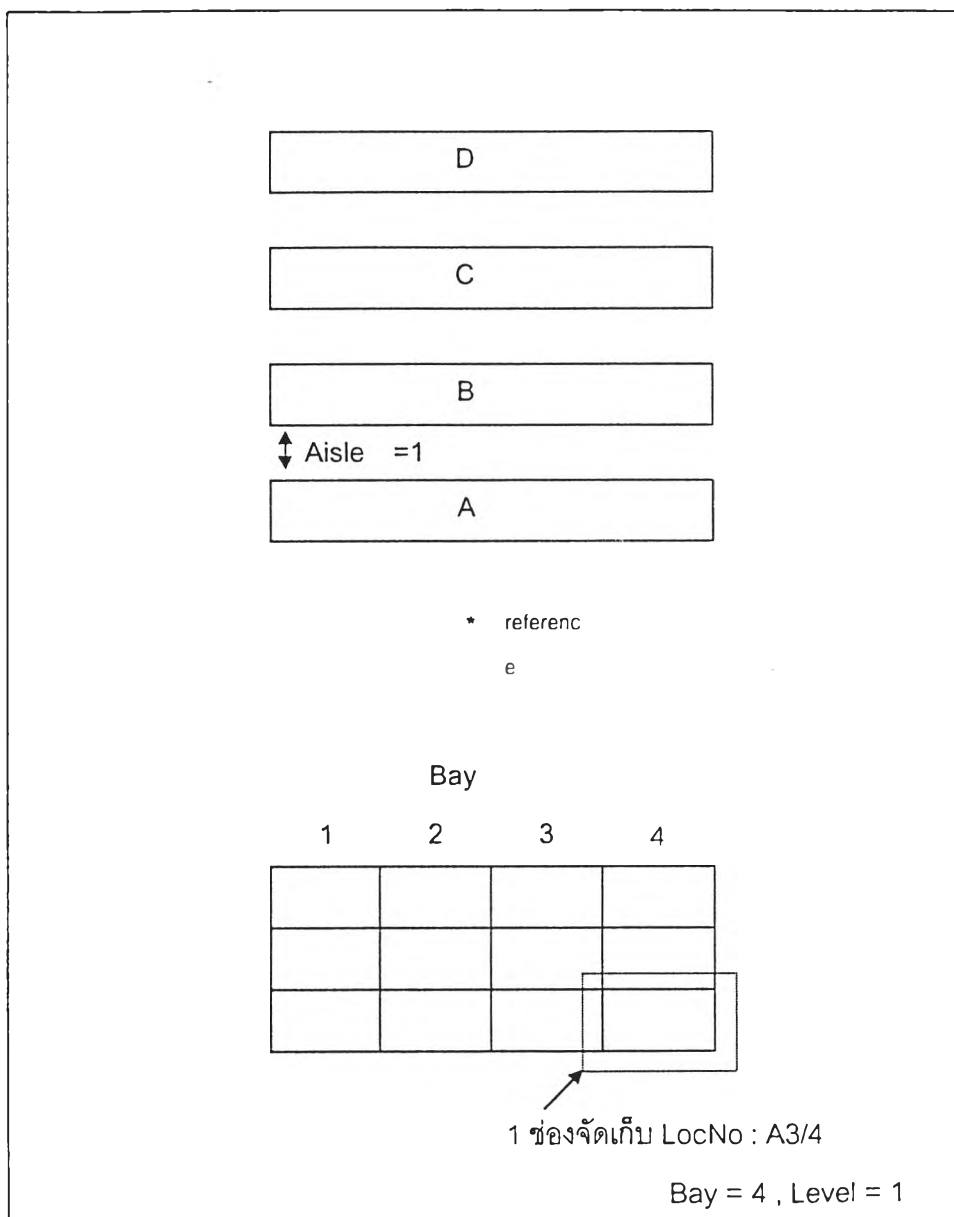 D
C
B
Aisle =1
A
* referenc
e
Bay
1 2 3 4
1 ช่องจัดเก็บ LocNo : A3/4
Bay = 4 , Level = 1